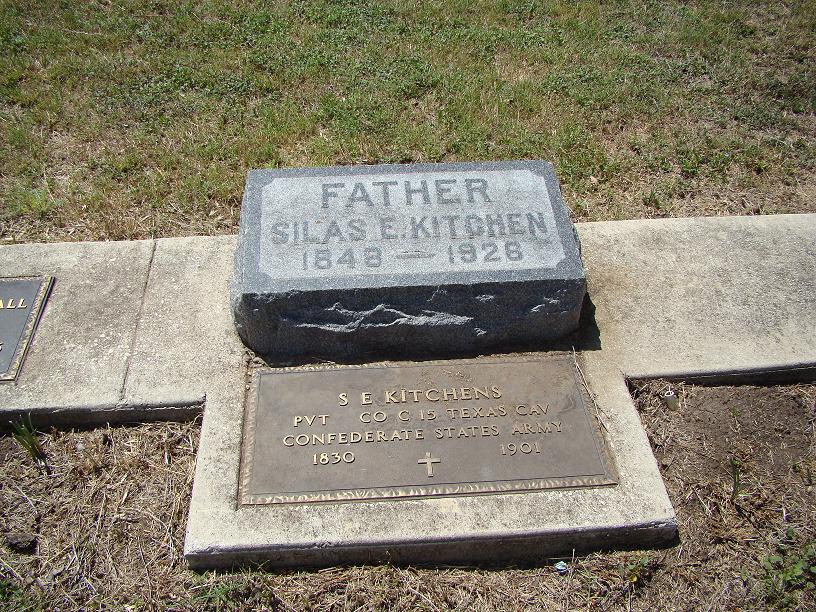 FATHER
SILAS E. KITCHEN
1848 — 1926
ALL
S E KITCHENS
PVT CO C 15 TEXAS CAV
CONFEDERATE STATES ARMY
1830 1901